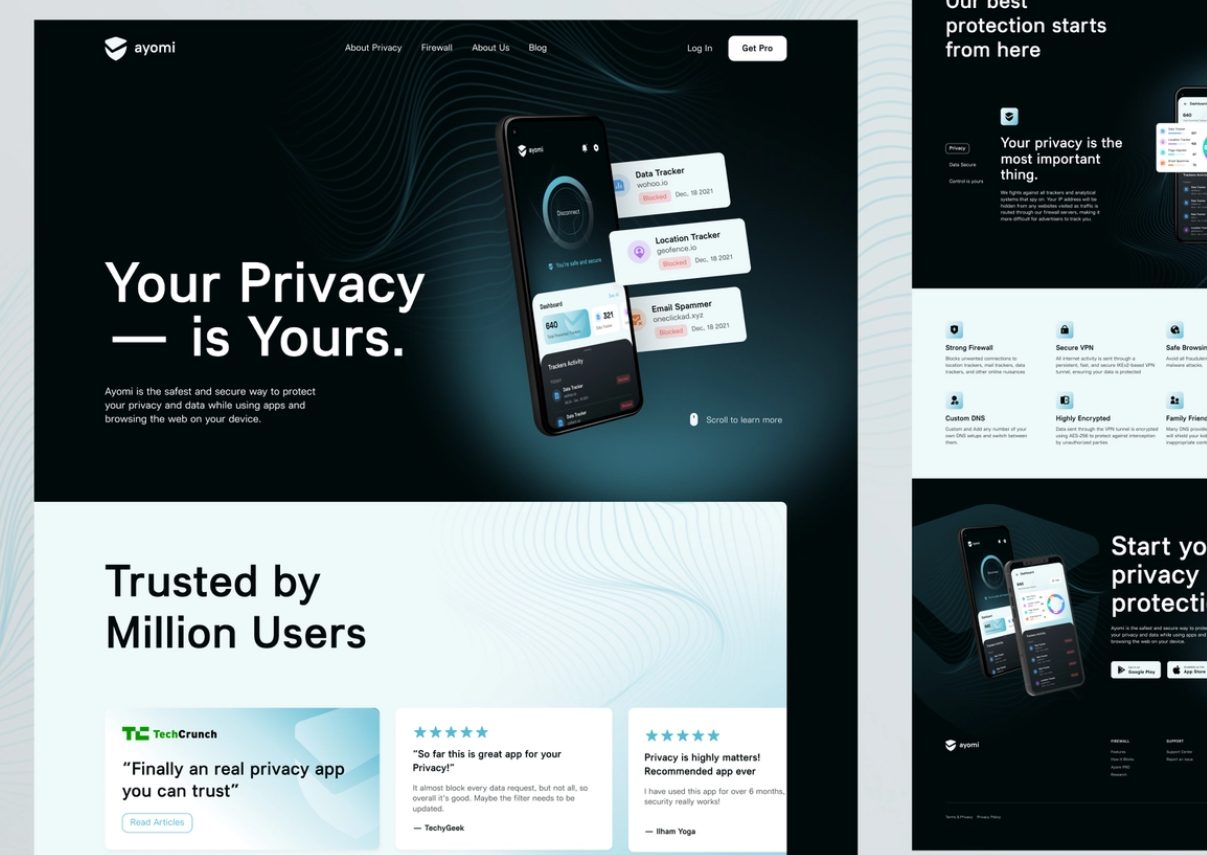 ayomi
About Privacy
Firewall
About Us
Blog
Log In
Get Pro
Your Privacy
— is Yours.
Ayomi is the safest and secure way to protect
your privacy and data while using apps and
browsing the web on your device.
ayomi
Disconnect
You're safe and secure
Dashboard
640
321
Trackers Activity
Data Tracker
Data Tracker
Data Tracker
wohoo.io
Blocked
Dec, 18 2021
Location Tracker
geofence.io
Blocked
Dec, 18 2021
Email Spammer
oneclickad.xyz
Blocked
Dec. 18 2021
Scroll to learn more
Trusted by
Million Users
TechCrunch
“Finally an real privacy app
you can trust”
Read Articles
“So far this is great app for your
Privacy!”
It almost block every data request, but not all, so
overall it's good. Maybe the filter needs to be
updated.
— TechyGeek
Privacy is highly matters!
Recommended app ever
I have used this app for over 6 months,
security really works!
— Ilham Yoga
Our best
protection starts
from here
Privacy
Data Secure
Control is yours
Your privacy is the
most important
thing.
We fights against all trackers and analytical
systems that spy on. Your IP address will be
hidden from any websites visited as traffic is
routed through our firewall servers, making it
more difficult for advertisers to track you
Strong Firewall
Blocks unwanted connections to
location trackers, mail trackers, data
trackers, and other online nuisances
Secure VPN
All internet activity is sent through a
persistent, fast, and secure IKEv2-based VPN
tunnel, ensuring your data is protected
Safe Browsin
Avoid all fraudulen
malware attacks.
Custom DNS
Custom and Add any number of your
own DNS setups and switch between
them.
Highly Encrypted
Data sent through the VPN tunnel is encrypted
using AES-256 to protect against interception
by unauthorized parties
Family Friend
Many DNS provide
will shield your kid
inappropriate cont
Start yo
privacy
protecti
Ayomi is the safest and secure way to prote
your privacy and data while using apps and
browsing the web on your device.
Google Play
App Store
ayomi
FIREWALL
Features
How it Works
Ayomi PRO
Research
SUPPORT
Support Center
Report an Issue
Terms & Privacy
Privacy Policy